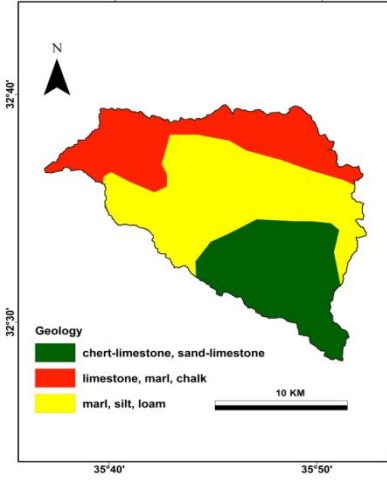 N
32°40'
32°30'
Geology
chert-limestone, sand-limestone
limestone, marl, chalk
marl, silt, loam
10 KM
35°40'
35°50'